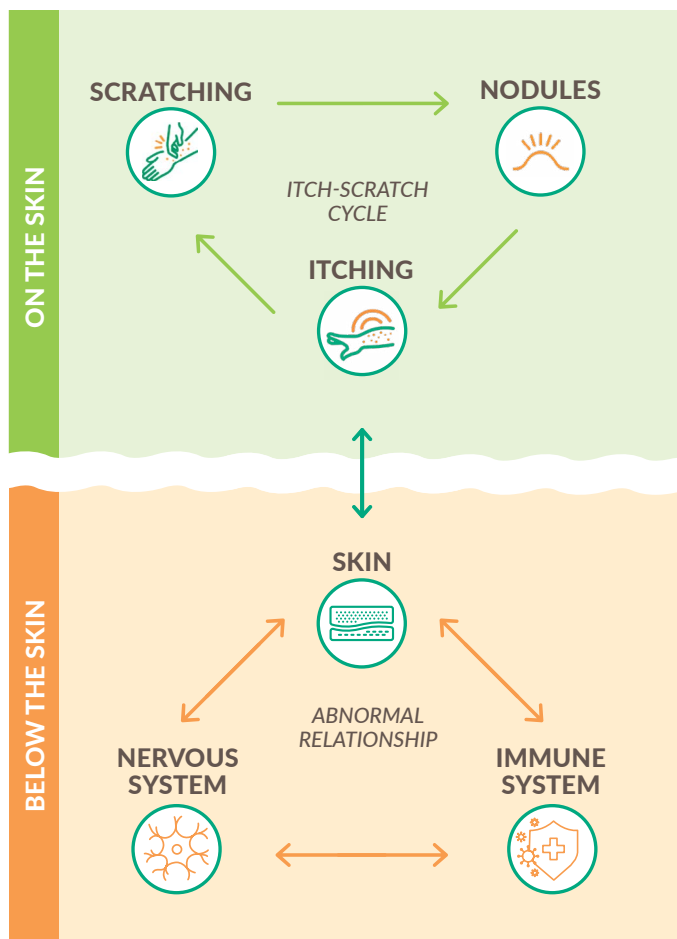 ON THE SKIN
SCRATCHING
NODULES
ITCH-SCRATCH
CYCLE
ITCHING
BELOW THE SKIN
SKIN
ABNORMAL
RELATIONSHIP
NERVOUS
SYSTEM
IMMUNE
SYSTEM